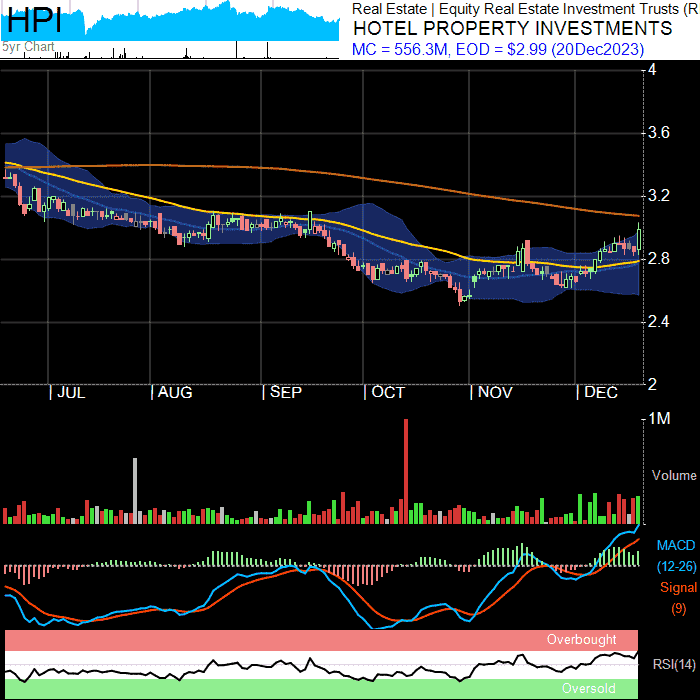 HPI
5yr Chart
Real Estate | Equity Real Estate Investment Trusts (R
HOTEL PROPERTY INVESTMENTS
MC = 556.3M, EOD = $2.99 (20Dec2023)
4
3.6
3.2
2.8
2.4
2
| JUL | AUG | SEP | OCT | NOV | DEC
1M
Volume
MACD
(12-26)
Signal
(9)
Overbought
RSI(14)
Oversold